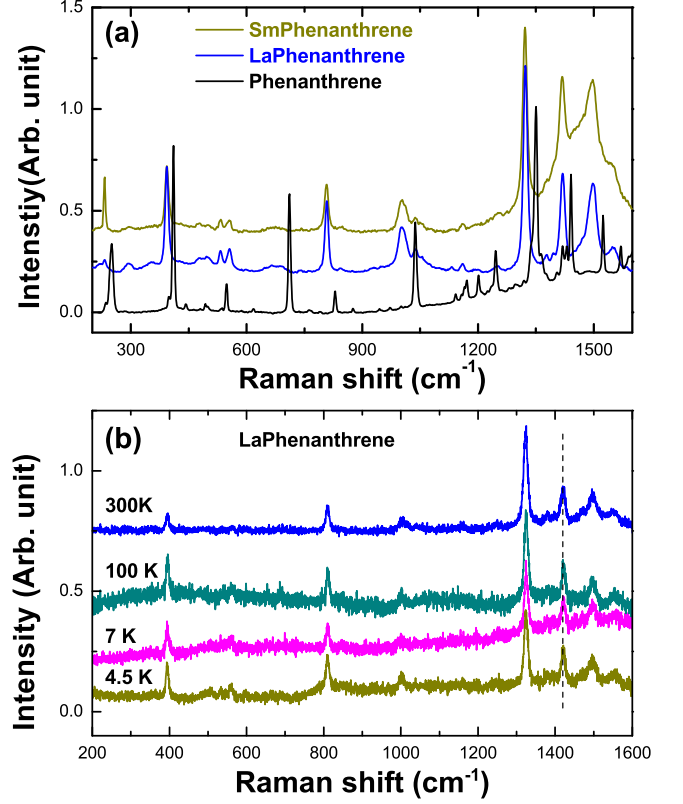 (a)
SmPhenanthrene
LaPhenanthrene
Phenanthrene
Intenstiy(Arb. unit)
1.5
1.0
0.5
0.0
300 600 900 1200 1500
Raman shift (cm⁻¹)
(b)
LaPhenanthrene
Intensity (Arb. unit)
1.0
0.5
0.0
300K
100 K
7 K
4.5 K
200 400 600 800 1000 1200 1400 1600
Raman shift (cm⁻¹)